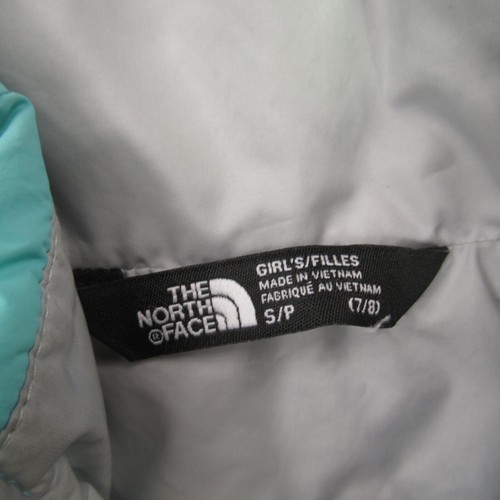 THE
NORTH
®FACE
GIRL'S/FILLES
MADE IN VIETNAM
FABRIQUÉ AU VIETNAM
S/P (7/8)